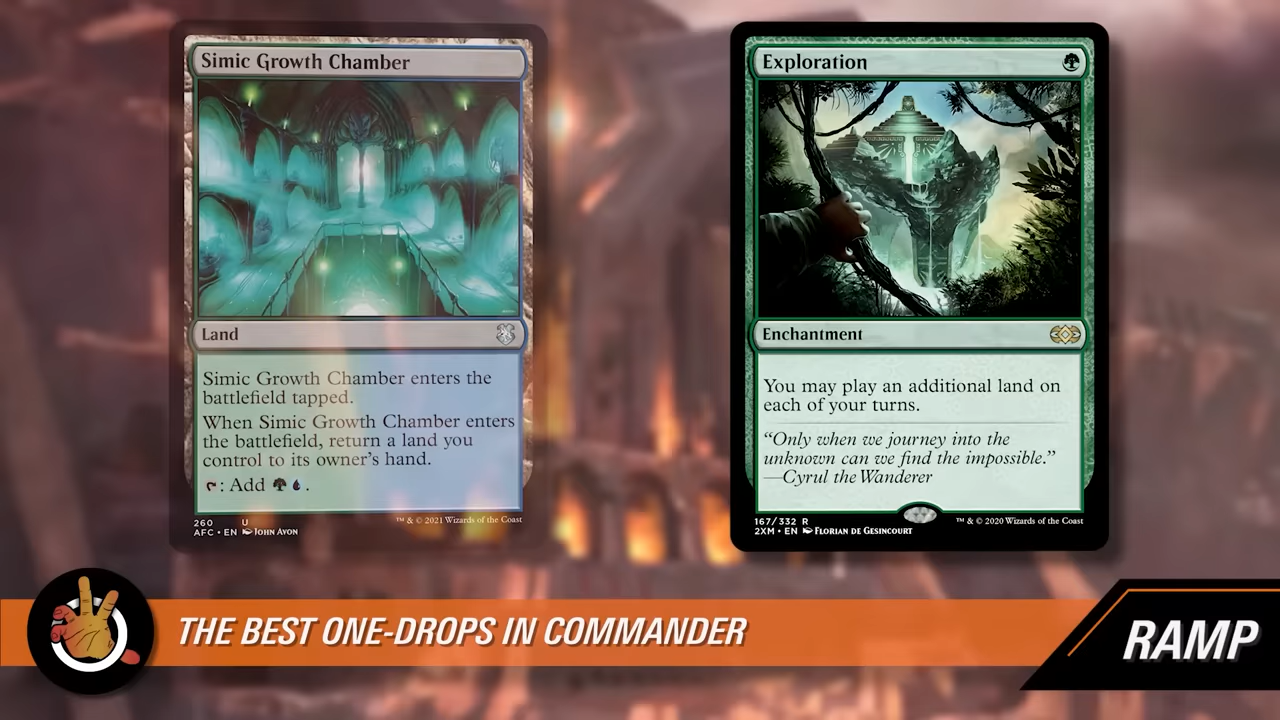 Simic Growth Chamber
Land
Simic Growth Chamber enters the
battlefield tapped.
When Simic Growth Chamber enters
the battlefield, return a land you
control to its owner's hand.
: Add .
260 U
AFC • EN JOHN AVON
™ & © 2021 Wizards of the Coast
Exploration
Enchantment
You may play an additional land on
each of your turns.
“Only when we journey into the
unknown can we find the impossible.”
—Cyrul the Wanderer
167/332 R
2XM • EN FLORIAN DE GESINCOURT
™ & © 2020 Wizards of the Coast
THE BEST ONE-DROPS IN COMMANDER
RAMP